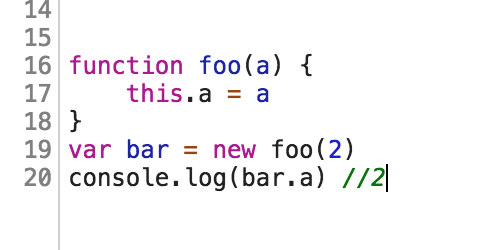 14
15
16 function foo(a) {
17     this.a = a
18 }
19 var bar = new foo(2)
20 console.log(bar.a) //2